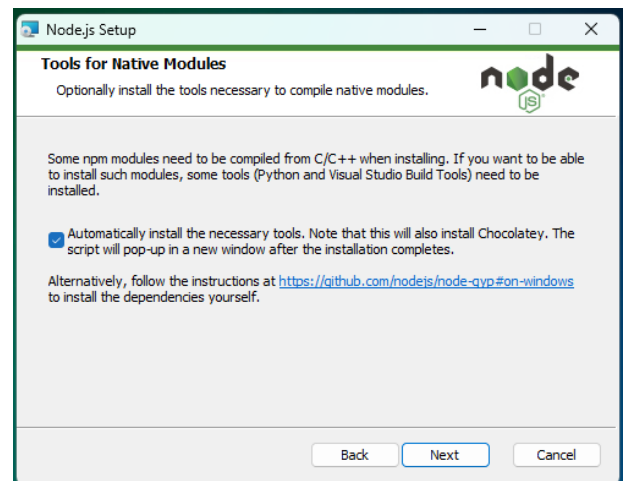 Node.js Setup
Tools for Native Modules
Optionally install the tools necessary to compile native modules.
node
JS
Some npm modules need to be compiled from C/C++ when installing. If you want to be able
to install such modules, some tools (Python and Visual Studio Build Tools) need to be
installed.
Automatically install the necessary tools. Note that this will also install Chocolatey. The
script will pop-up in a new window after the installation completes.
Alternatively, follow the instructions at https://github.com/nodejs/node-gyp#on-windows
to install the dependencies yourself.
Back Next Cancel